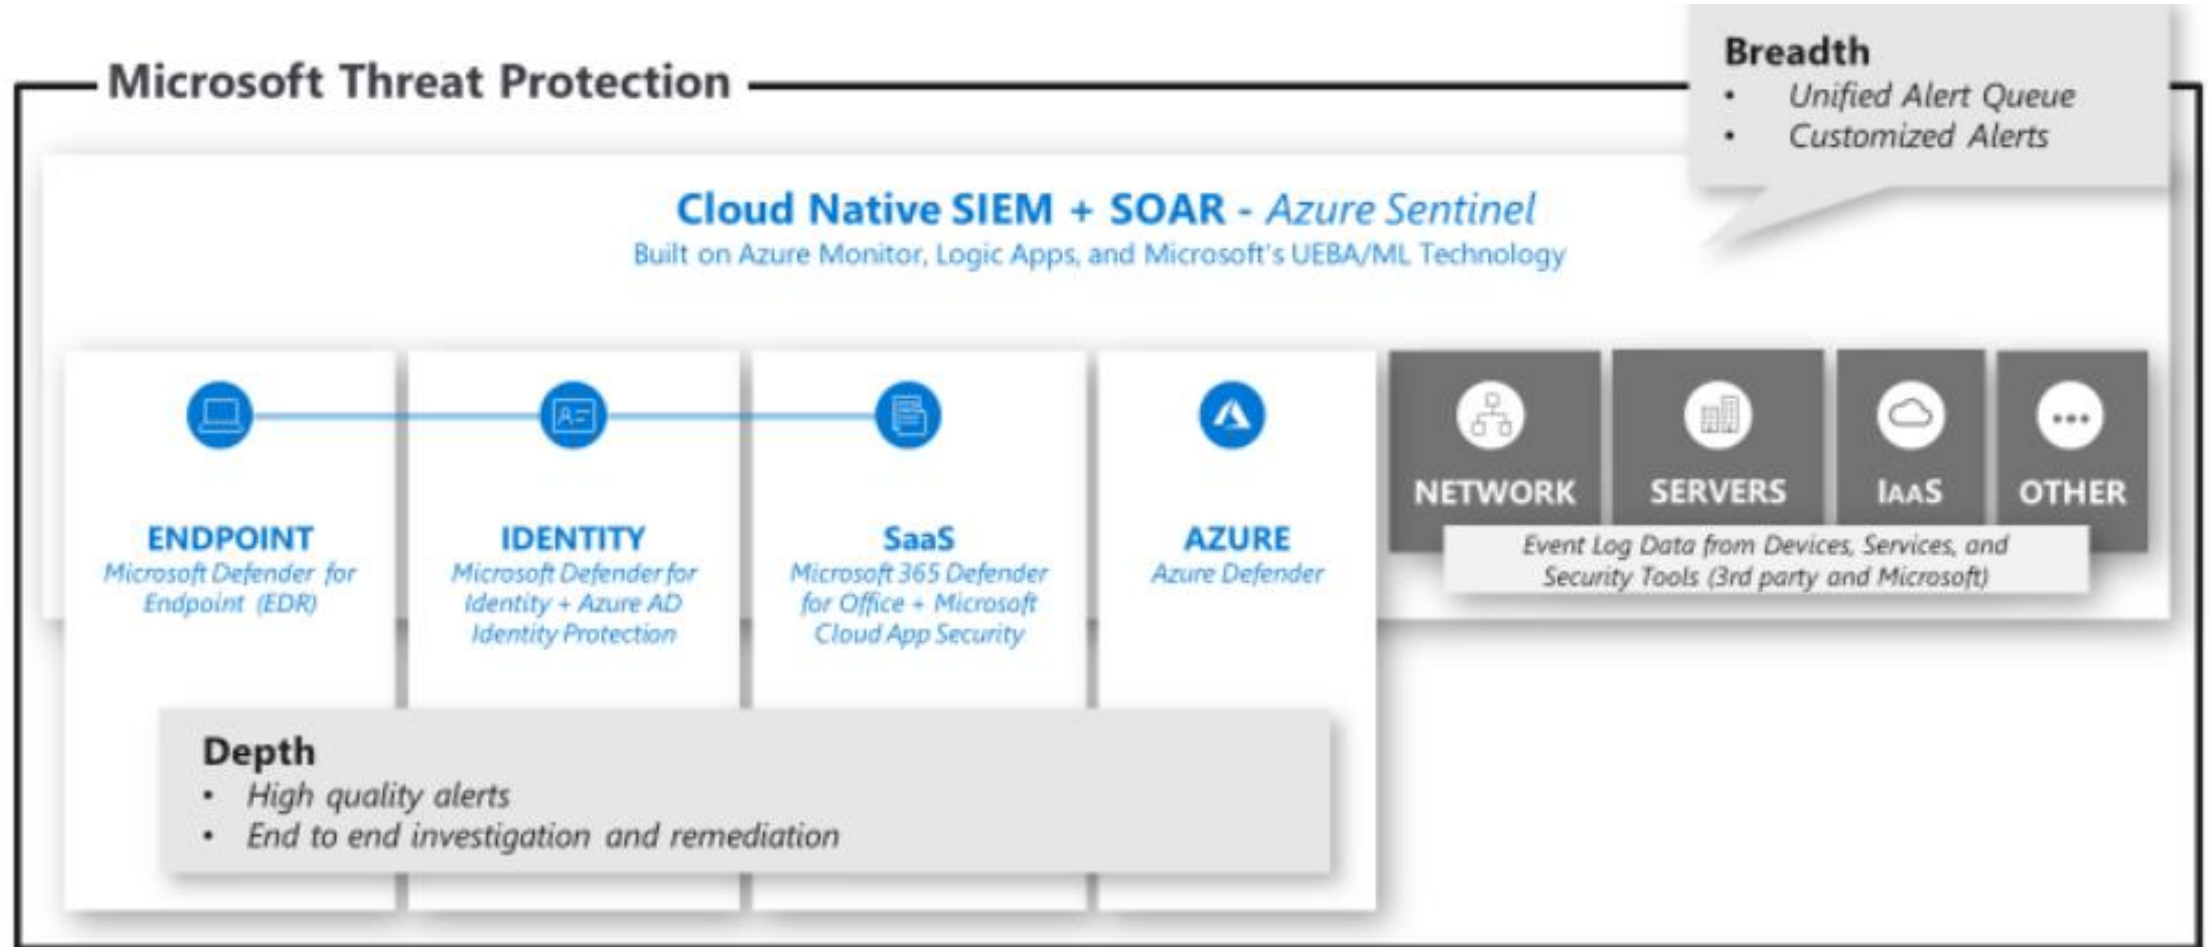 Microsoft Threat Protection
Breadth
• Unified Alert Queue
• Customized Alerts
Cloud Native SIEM + SOAR - Azure Sentinel
Built on Azure Monitor, Logic Apps, and Microsoft's UEBA/ML Technology
ENDPOINT
Microsoft Defender for
Endpoint (EDR)
IDENTITY
Microsoft Defender for
Identity + Azure AD
Identity Protection
SaaS
Microsoft 365 Defender
for Office + Microsoft
Cloud App Security
AZURE
Azure Defender
NETWORK
SERVERS
IAAS
OTHER
Event Log Data from Devices, Services, and
Security Tools (3rd party and Microsoft)
Depth
• High quality alerts
• End to end investigation and remediation